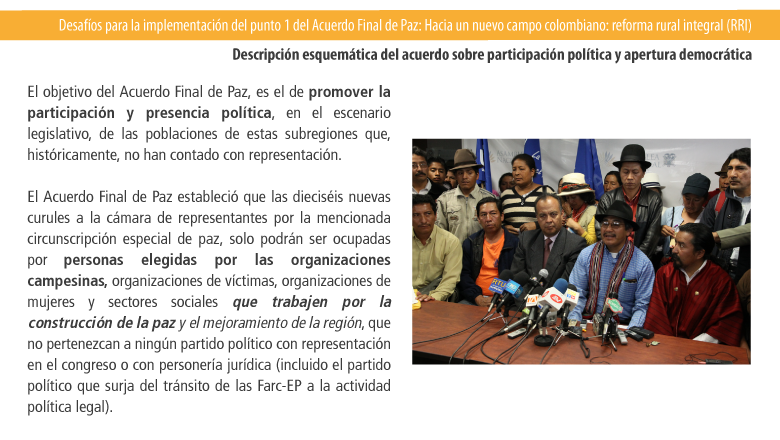 Desafíos para la implementación del punto 1 del Acuerdo Final de Paz: Hacia un nuevo campo colombiano: reforma rural integral (RRI)
Descripción esquemática del acuerdo sobre participación política y apertura democrática
El objetivo del Acuerdo Final de Paz, es el de promover la
participación y presencia política, en el escenario
legislativo, de las poblaciones de estas subregiones que,
históricamente, no han contado con representación.
El Acuerdo Final de Paz estableció que las dieciséis nuevas
curules a la cámara de representantes por la mencionada
circunscripción especial de paz, solo podrán ser ocupadas
por personas elegidas por las organizaciones
campesinas, organizaciones de víctimas, organizaciones de
mujeres y sectores sociales que trabajen por la
construcción de la paz y el mejoramiento de la región, que
no pertenezcan a ningún partido político con representación
en el congreso o con personería jurídica (incluido el partido
político que surja del tránsito de las Farc-EP a la actividad
política legal).